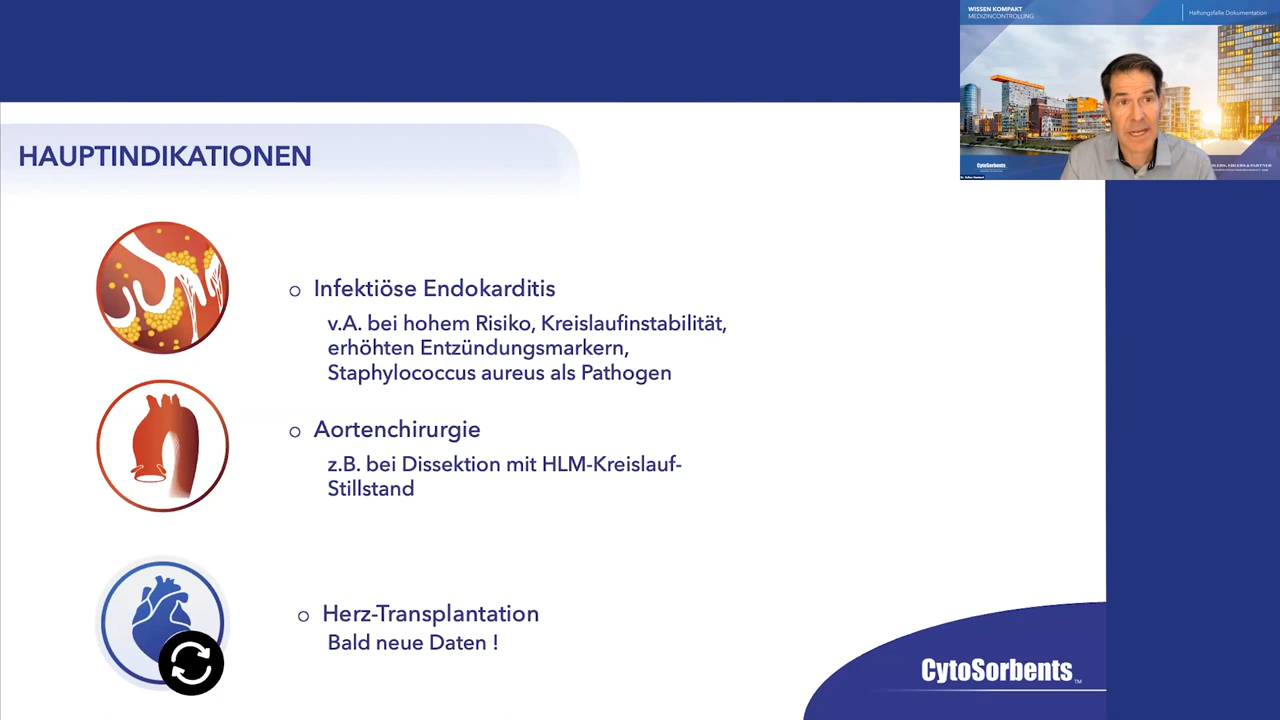 WISSEN KOMPAKT
MEDIZINCONTROLLING
Haftungsfalle Dokumentation
CytoSorbents
HAUPTINDIKATIONEN
o Infektiöse Endokarditis
v.A. bei hohem Risiko, Kreislaufinstabilität,
erhöhten Entzündungsmarkern,
Staphylococcus aureus als Pathogen
o Aortenchirurgie
z.B. bei Dissektion mit HLM-Kreislauf-
Stillstand
o Herz-Transplantation
Bald neue Daten !
CytoSorbents™